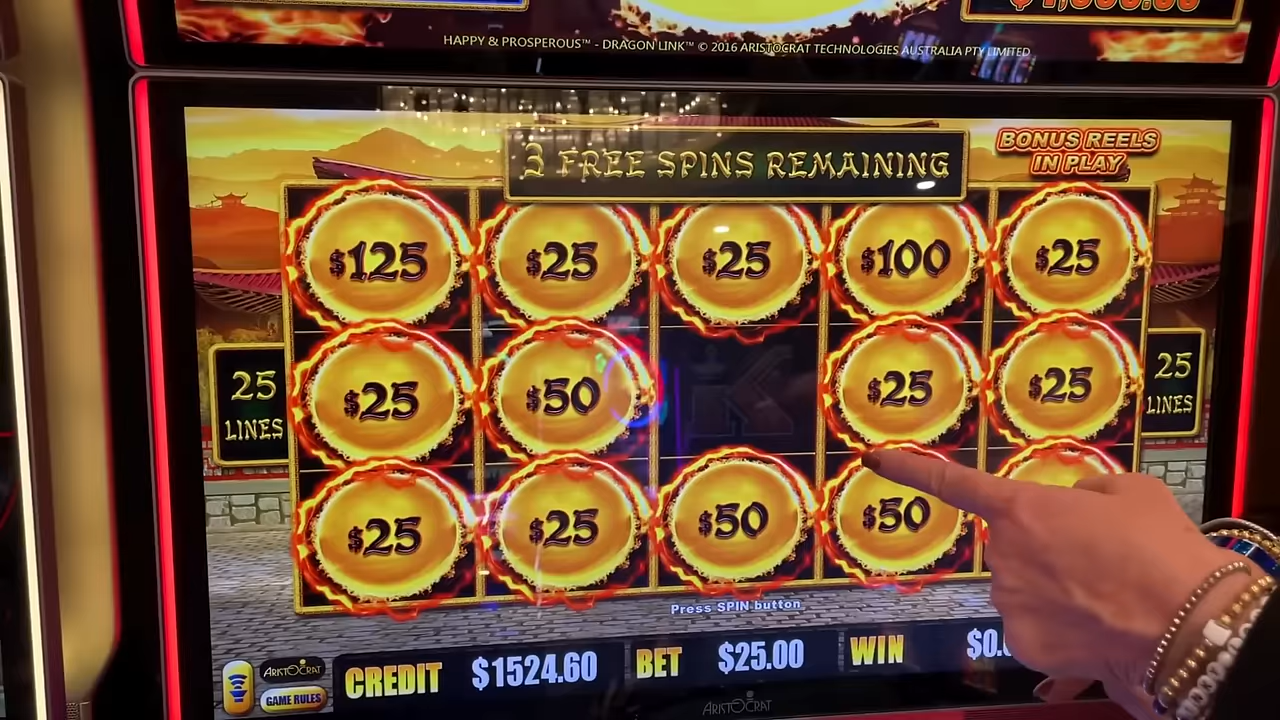 HAPPY & PROSPEROUS™ - DRAGON LINK™ © 2016 ARISTOCRAT TECHNOLOGIES AUSTRALIA PTY LIMITED
3 FREE SPINS REMAINING
BONUS REELS
IN PLAY
$125 $25 $25 $100 $25
25
LINES
$25 $50 $25 $25
25
LINES
$25 $25 $50 $50
Press SPIN button
ARISTOCRAT
GAME RULES
CREDIT $1524.60 BET $25.00 WIN
ARISTOCRAT